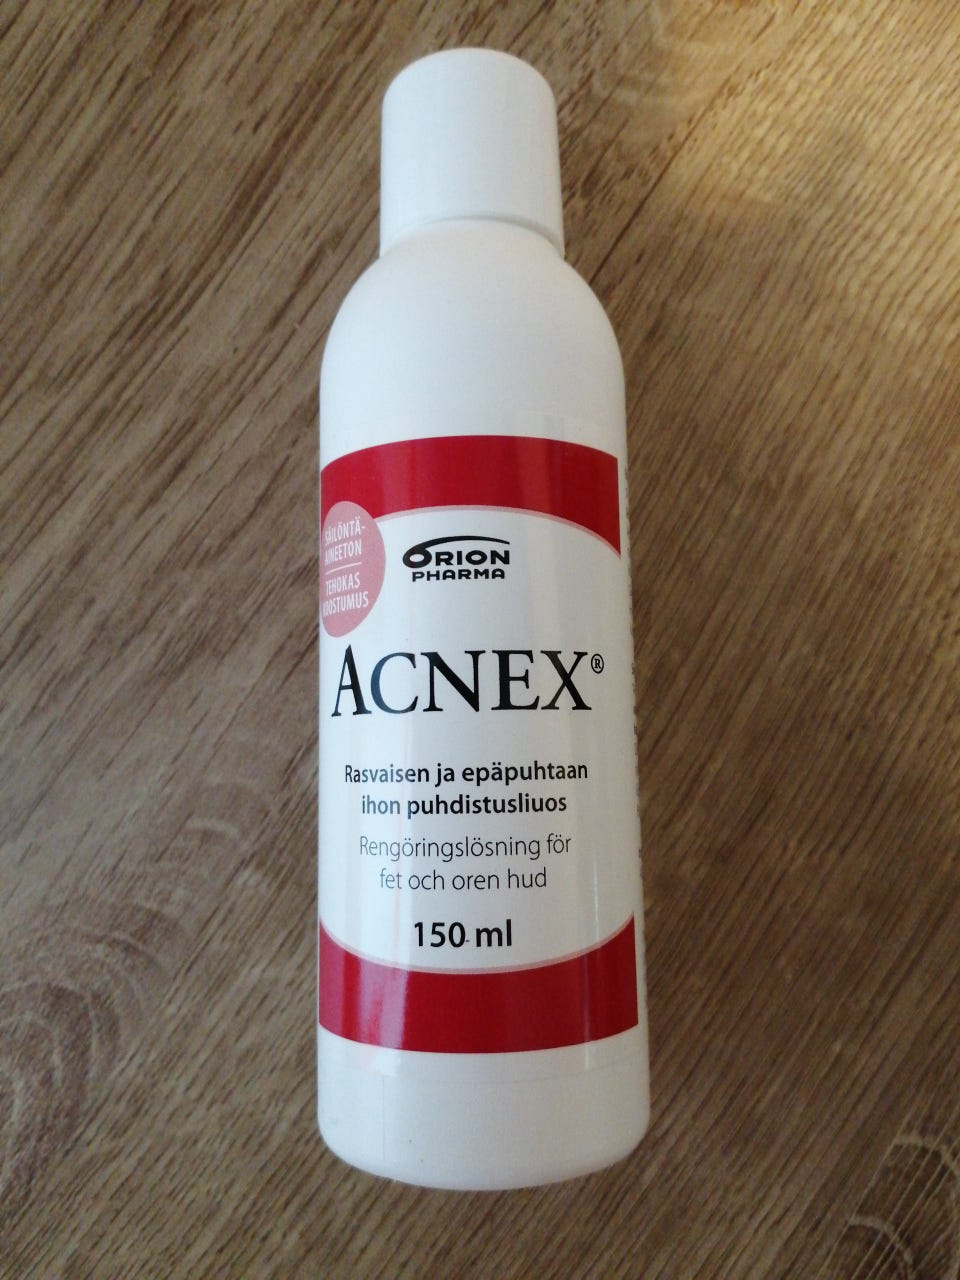 SÄILÖNTÄ-
AINEETON
TEHOKAS
KOOSTUMUS
ORION
PHARMA
ACNEX®
Rasvaisen ja epäpuhtaan
ihon puhdistusliuos
Rengöringslösning för
fet och oren hud
150 ml